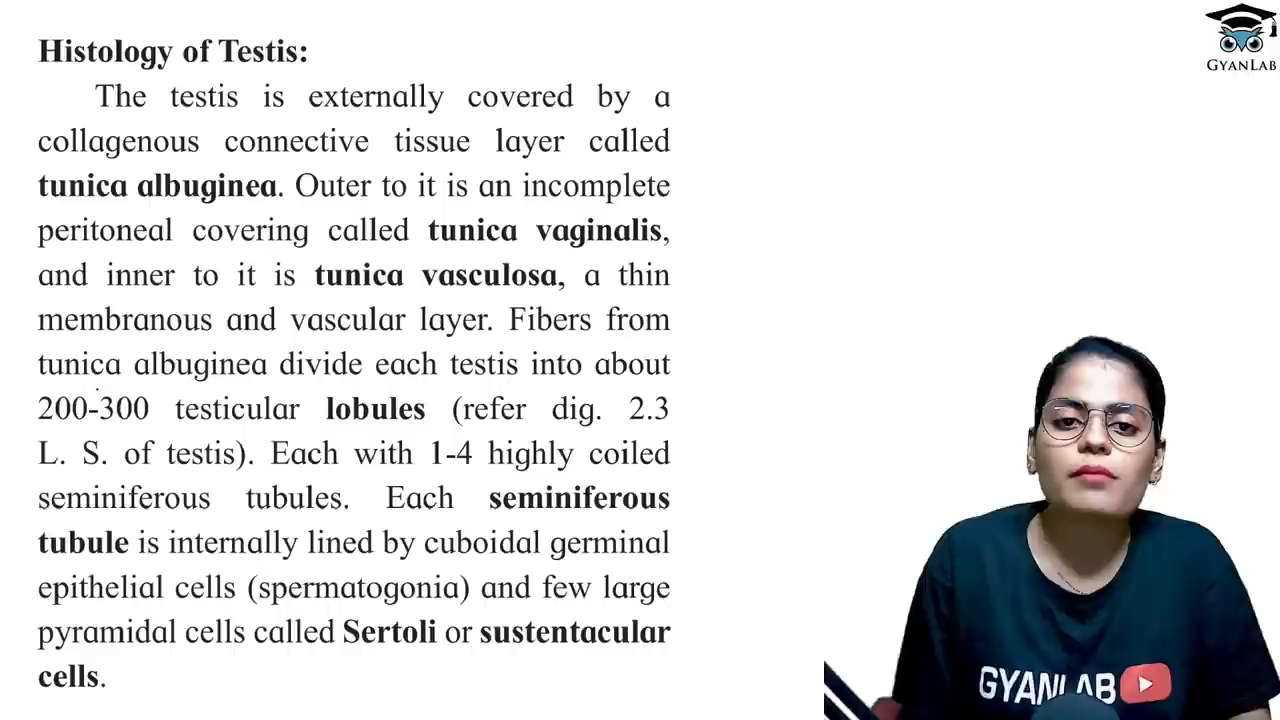 Histology of Testis:
The testis is externally covered by a
collagenous connective tissue layer called
tunica albuginea. Outer to it is an incomplete
peritoneal covering called tunica vaginalis,
and inner to it is tunica vasculosa, a thin
membranous and vascular layer. Fibers from
tunica albuginea divide each testis into about
200-300 testicular lobules (refer dig. 2.3
L. S. of testis). Each with 1-4 highly coiled
seminiferous tubules. Each seminiferous
tubule is internally lined by cuboidal germinal
epithelial cells (spermatogonia) and few large
pyramidal cells called Sertoli or sustentacular
cells.
GYANLAB
GYANLAB